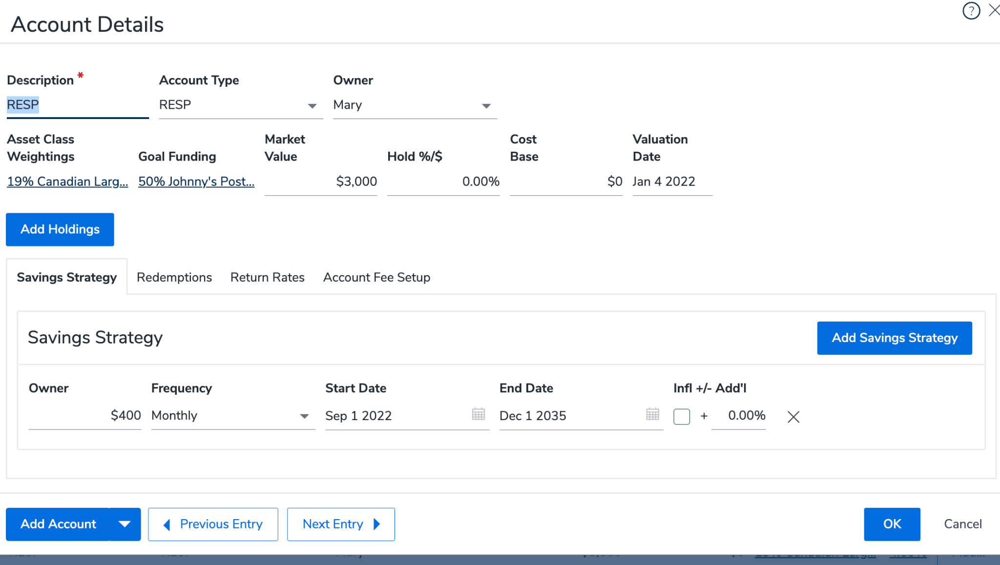 Account Details
?
Description *
Account Type
Owner
RESP
RESP
Mary
Asset Class
Weightings
Goal Funding
Market
Value
Hold %/$
Cost
Base
Valuation
Date
19% Canadian Larg...
50% Johnny's Post...
$3,000
0.00%
$0
Jan 4 2022
Add Holdings
Savings Strategy
Redemptions
Return Rates
Account Fee Setup
Savings Strategy
Add Savings Strategy
Owner
Frequency
Start Date
End Date
Infl +/- Add'l
$400
Monthly
Sep 1 2022
Dec 1 2035
+
0.00%
Add Account
Previous Entry
Next Entry
OK
Cancel